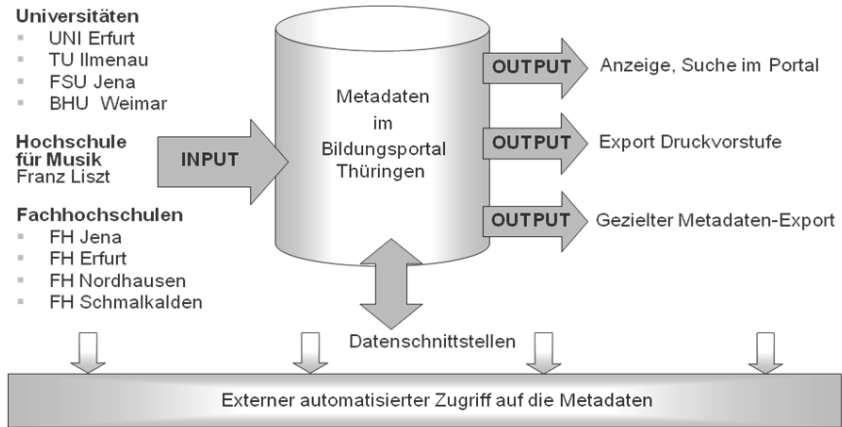 Universitäten
UNI Erfurt
TU Ilmenau
FSU Jena
BHU Weimar
Hochschule
für Musik
Franz Liszt
Fachhochschulen
FH Jena
FH Erfurt
FH Nordhausen
FH Schmalkalden
INPUT
Metadaten
im
Bildungsportal
Thüringen
OUTPUT
Anzeige, Suche im Portal
OUTPUT
Export Druckvorstufe
OUTPUT
Gezielter Metadaten-Export
Datenschnittstellen
Externer automatisierter Zugriff auf die Metadaten